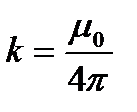 k = μ₀ / 4π